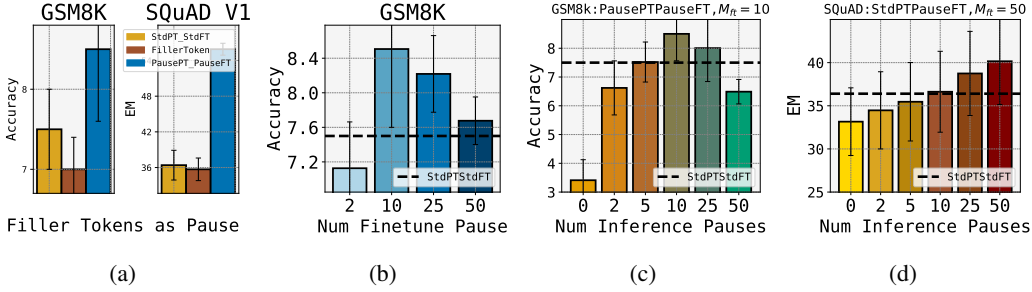 GSM8K
SQuAD V1
StdPT_StdFT
FillerToken
PausePT_PauseFT
Accuracy
8
7
EM
48
42
36
Filler Tokens as Pause
(a)
GSM8K
Accuracy
8.4
8.0
7.6
7.2
StdPTStdFT
2 10 25 50
Num Finetune Pause
(b)
GSM8k:PausePTPauseFT, M_ft = 10
Accuracy
8
7
6
5
4
3
StdPTStdFT
0 2 5 10 25 50
Num Inference Pauses
(c)
SQuAD:StdPTPauseFT, M_ft = 50
EM
45
40
35
30
25
StdPTStdFT
0 2 5 10 25 50
Num Inference Pauses
(d)